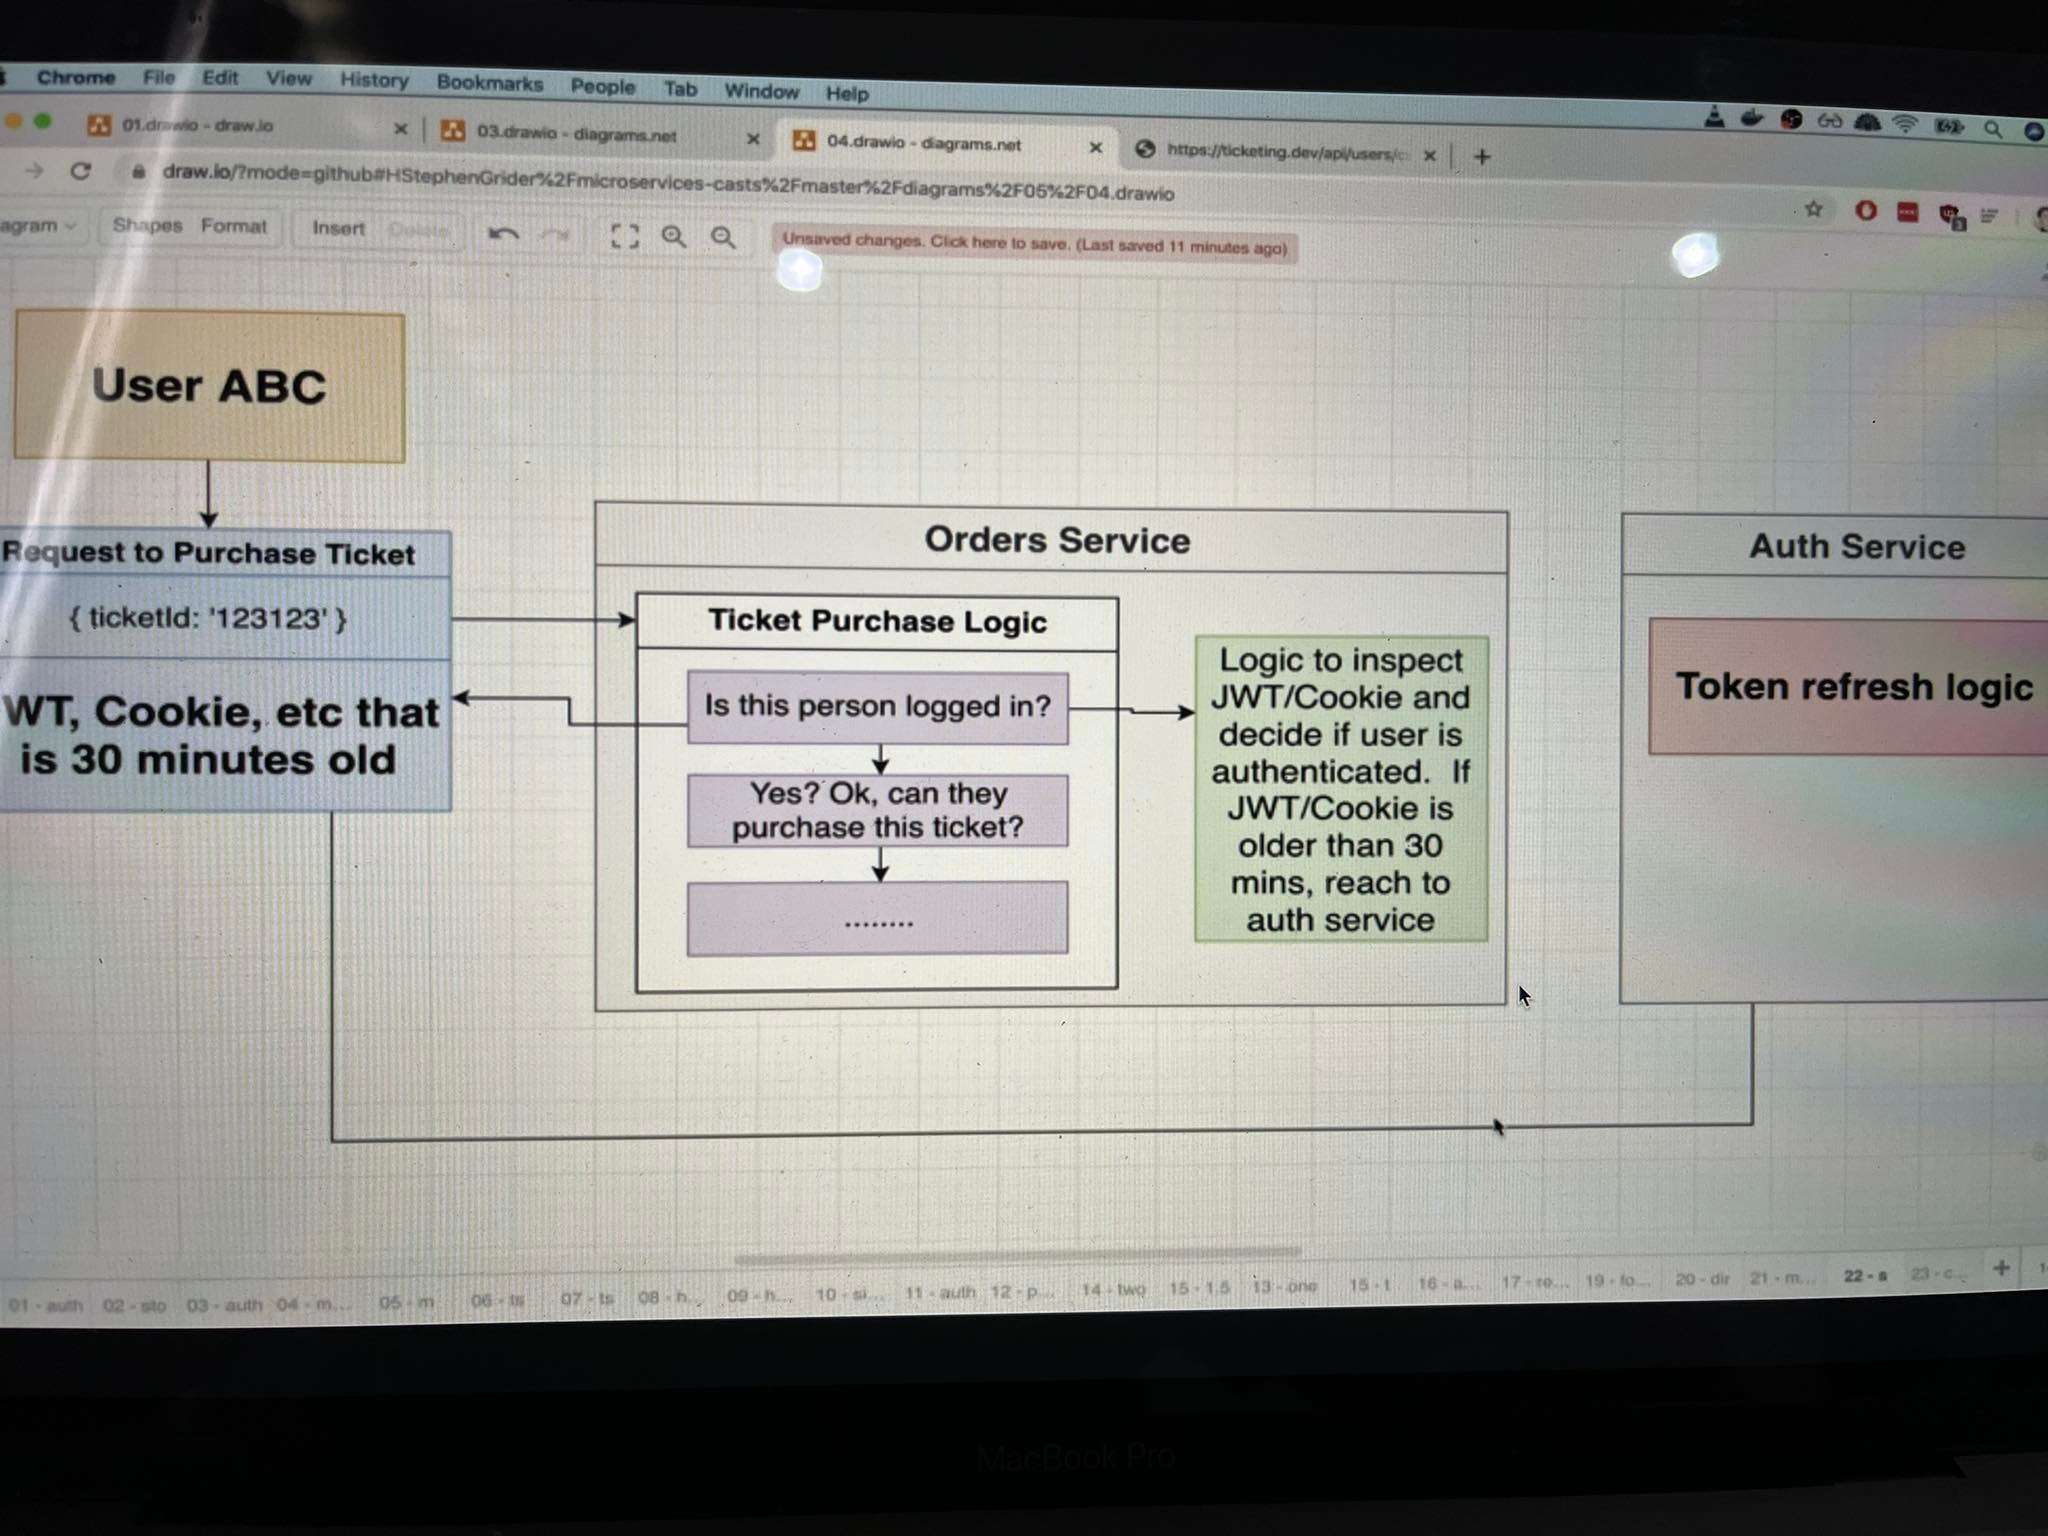 Chrome File Edit View History Bookmarks People Tab Window Help
01.drawio - draw.io
03.drawio - diagrams.net
04.drawio - diagrams.net
https://ticketing.dev/api/users/
draw.io/?mode=github#HStephenGrider%2Fmicroservices-casts%2Fmaster%2Fdiagrams%2F05%2F04.drawio
agram Shapes Format Insert Delete
Unsaved changes. Click here to save. (Last saved 11 minutes ago)
User ABC
Request to Purchase Ticket
{ ticketId: '123123' }
WT, Cookie, etc that
is 30 minutes old
Orders Service
Ticket Purchase Logic
Is this person logged in?
Yes? Ok, can they
purchase this ticket?
........
Logic to inspect
JWT/Cookie and
decide if user is
authenticated. If
JWT/Cookie is
older than 30
mins, reach to
auth service
Auth Service
Token refresh logic
01 - auth 02 - sto 03 - auth 04 - m... 05 - m 06 - ts 07 - ts 08 - h... 09 - h... 10 - si... 11 - auth 12 - p... 14 - two 15 - 1.5 13 - one 15 - t 16 - a... 17 - ro... 19 - fo... 20 - dir 21 - m... 22 - a 23 - c...
MacBook Pro